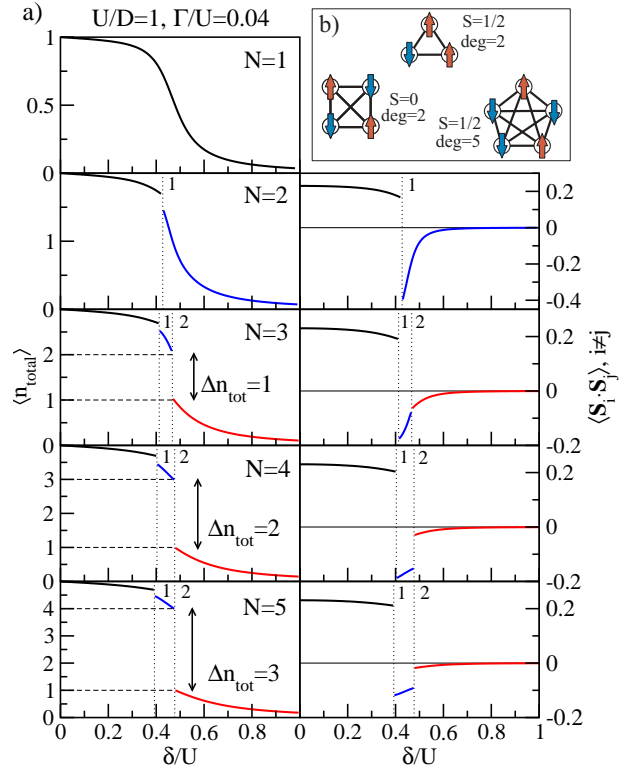 a)
U/D=1, Γ/U=0.04
b)
S=1/2
deg=2
S=0
deg=2
S=1/2
deg=5
1
0.5
0
N=1
2
1
0
1
N=2
0.2
0
-0.2
-0.4
⟨n_total⟩
2
1
0
1 2
N=3
Δn_tot=1
1 2
0.2
0
-0.2
⟨S_i·S_j⟩, i≠j
3
2
1
0
1 2
N=4
Δn_tot=2
1 2
0.2
0
-0.2
4
3
2
1
0
1 2
N=5
Δn_tot=3
1 2
0.2
0
-0.2
0 0.2 0.4 0.6 0.8 0 0.2 0.4 0.6 0.8 1
δ/U δ/U